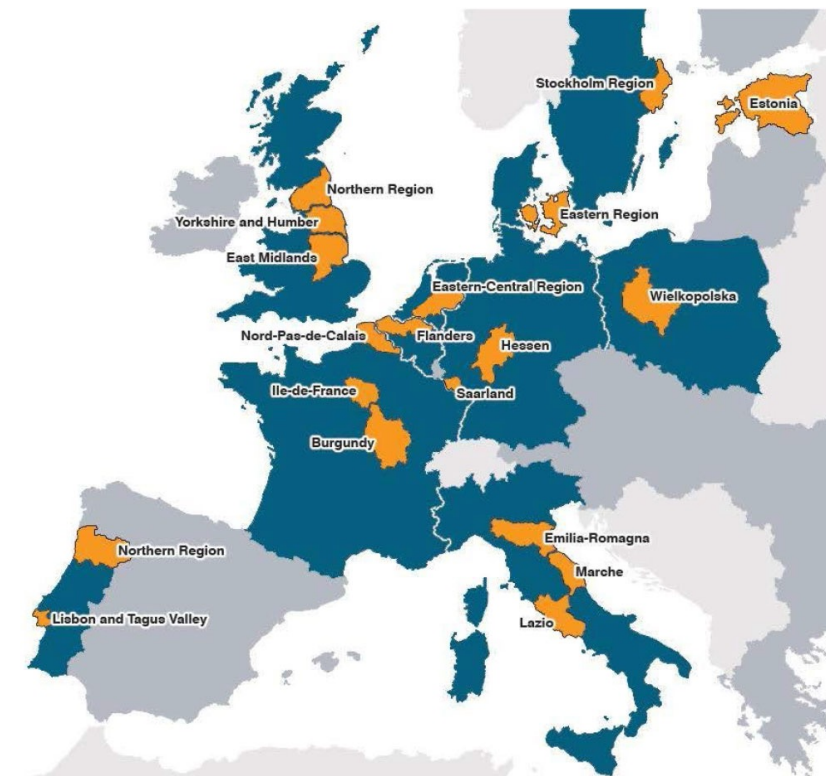 Stockholm Region
Estonia
Northern Region
Eastern Region
Yorkshire and Humber
East Midlands
Eastern-Central Region
Wielkopolska
Nord-Pas-de-Calais
Flanders
Hessen
Ile-de-France
Saarland
Burgundy
Emilia-Romagna
Northern Region
Marche
Lisbon and Tagus Valley
Lazio